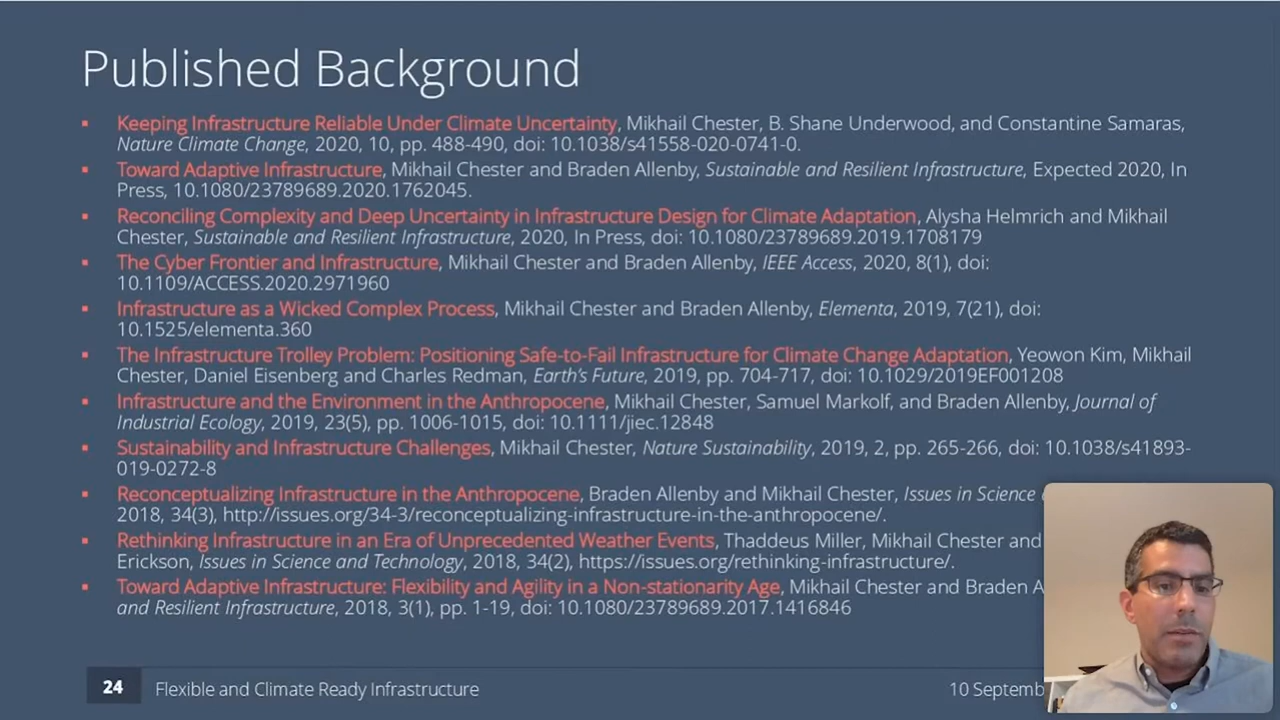 Published Background
▪ Keeping Infrastructure Reliable Under Climate Uncertainty, Mikhail Chester, B. Shane Underwood, and Constantine Samaras,
Nature Climate Change, 2020, 10, pp. 488-490, doi: 10.1038/s41558-020-0741-0.
▪ Toward Adaptive Infrastructure, Mikhail Chester and Braden Allenby, Sustainable and Resilient Infrastructure, Expected 2020, In
Press, 10.1080/23789689.2020.1762045.
▪ Reconciling Complexity and Deep Uncertainty in Infrastructure Design for Climate Adaptation, Alysha Helmrich and Mikhail
Chester, Sustainable and Resilient Infrastructure, 2020, In Press, doi: 10.1080/23789689.2019.1708179
▪ The Cyber Frontier and Infrastructure, Mikhail Chester and Braden Allenby, IEEE Access, 2020, 8(1), doi:
10.1109/ACCESS.2020.2971960
▪ Infrastructure as a Wicked Complex Process, Mikhail Chester and Braden Allenby, Elementa, 2019, 7(21), doi:
10.1525/elementa.360
▪ The Infrastructure Trolley Problem: Positioning Safe-to-Fail Infrastructure for Climate Change Adaptation, Yeowon Kim, Mikhail
Chester, Daniel Eisenberg and Charles Redman, Earth's Future, 2019, pp. 704-717, doi: 10.1029/2019EF001208
▪ Infrastructure and the Environment in the Anthropocene, Mikhail Chester, Samuel Markolf, and Braden Allenby, Journal of
Industrial Ecology, 2019, 23(5), pp. 1006-1015, doi: 10.1111/jiec.12848
▪ Sustainability and Infrastructure Challenges, Mikhail Chester, Nature Sustainability, 2019, 2, pp. 265-266, doi: 10.1038/s41893-
019-0272-8
▪ Reconceptualizing Infrastructure in the Anthropocene, Braden Allenby and Mikhail Chester, Issues in Science
2018, 34(3), http://issues.org/34-3/reconceptualizing-infrastructure-in-the-anthropocene/.
▪ Rethinking Infrastructure in an Era of Unprecedented Weather Events, Thaddeus Miller, Mikhail Chester and
Erickson, Issues in Science and Technology, 2018, 34(2), https://issues.org/rethinking-infrastructure/.
▪ Toward Adaptive Infrastructure: Flexibility and Agility in a Non-stationarity Age, Mikhail Chester and Braden A
and Resilient Infrastructure, 2018, 3(1), pp. 1-19, doi: 10.1080/23789689.2017.1416846
24 Flexible and Climate Ready Infrastructure 10 Septemb